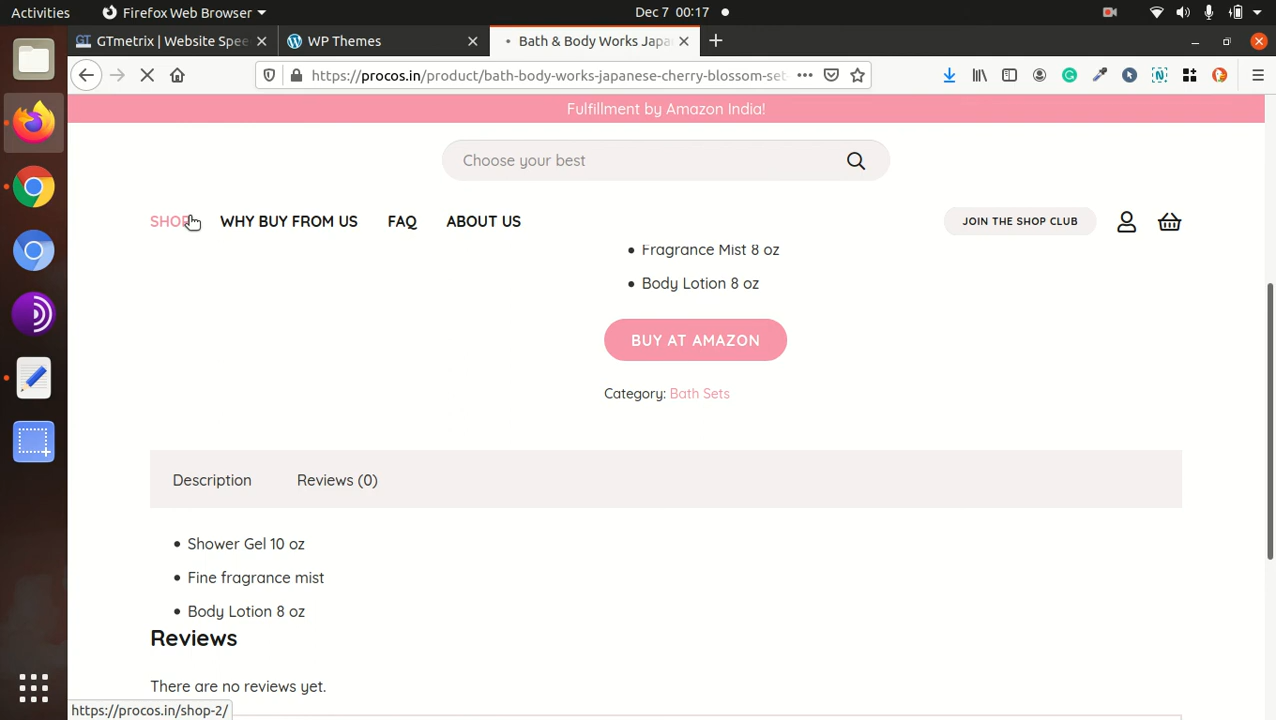 Activities Firefox Web Browser Dec 7 00:17
GTmetrix | Website Spee WP Themes Bath & Body Works Japa
https://procos.in/product/bath-body-works-japanese-cherry-blossom-set
Fulfillment by Amazon India!
Choose your best
SHOP WHY BUY FROM US FAQ ABOUT US JOIN THE SHOP CLUB
Fragrance Mist 8 oz
Body Lotion 8 oz
BUY AT AMAZON
Category: Bath Sets
Description Reviews (0)
Shower Gel 10 oz
Fine fragrance mist
Body Lotion 8 oz
Reviews
There are no reviews yet.
https://procos.in/shop-2/